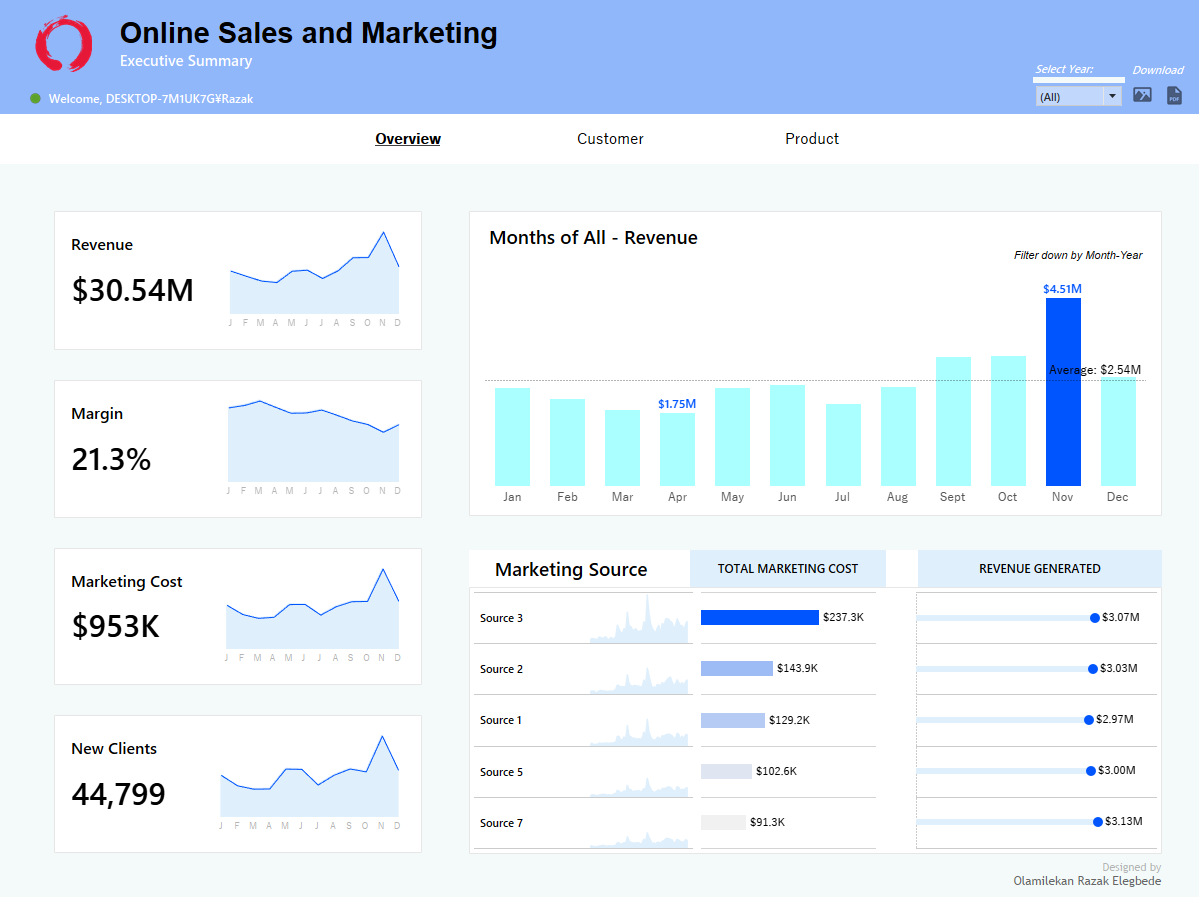 Online Sales and Marketing
Executive Summary
Select Year:
Download
Welcome, DESKTOP-7M1UK7G¥Razak
(All)
PDF
Overview
Customer
Product
Revenue
$30.54M
J F M A M J J A S O N D
Margin
21.3%
J F M A M J J A S O N D
Marketing Cost
$953K
J F M A M J J A S O N D
New Clients
44,799
J F M A M J J A S O N D
Months of All - Revenue
Filter down by Month-Year
$4.51M
Average: $2.54M
$1.75M
Jan Feb Mar Apr May Jun Jul Aug Sept Oct Nov Dec
Marketing Source
TOTAL MARKETING COST
REVENUE GENERATED
Source 3 $237.3K $3.07M
Source 2 $143.9K $3.03M
Source 1 $129.2K $2.97M
Source 5 $102.6K $3.00M
Source 7 $91.3K $3.13M
Designed by
Olamilekan Razak Elegbede